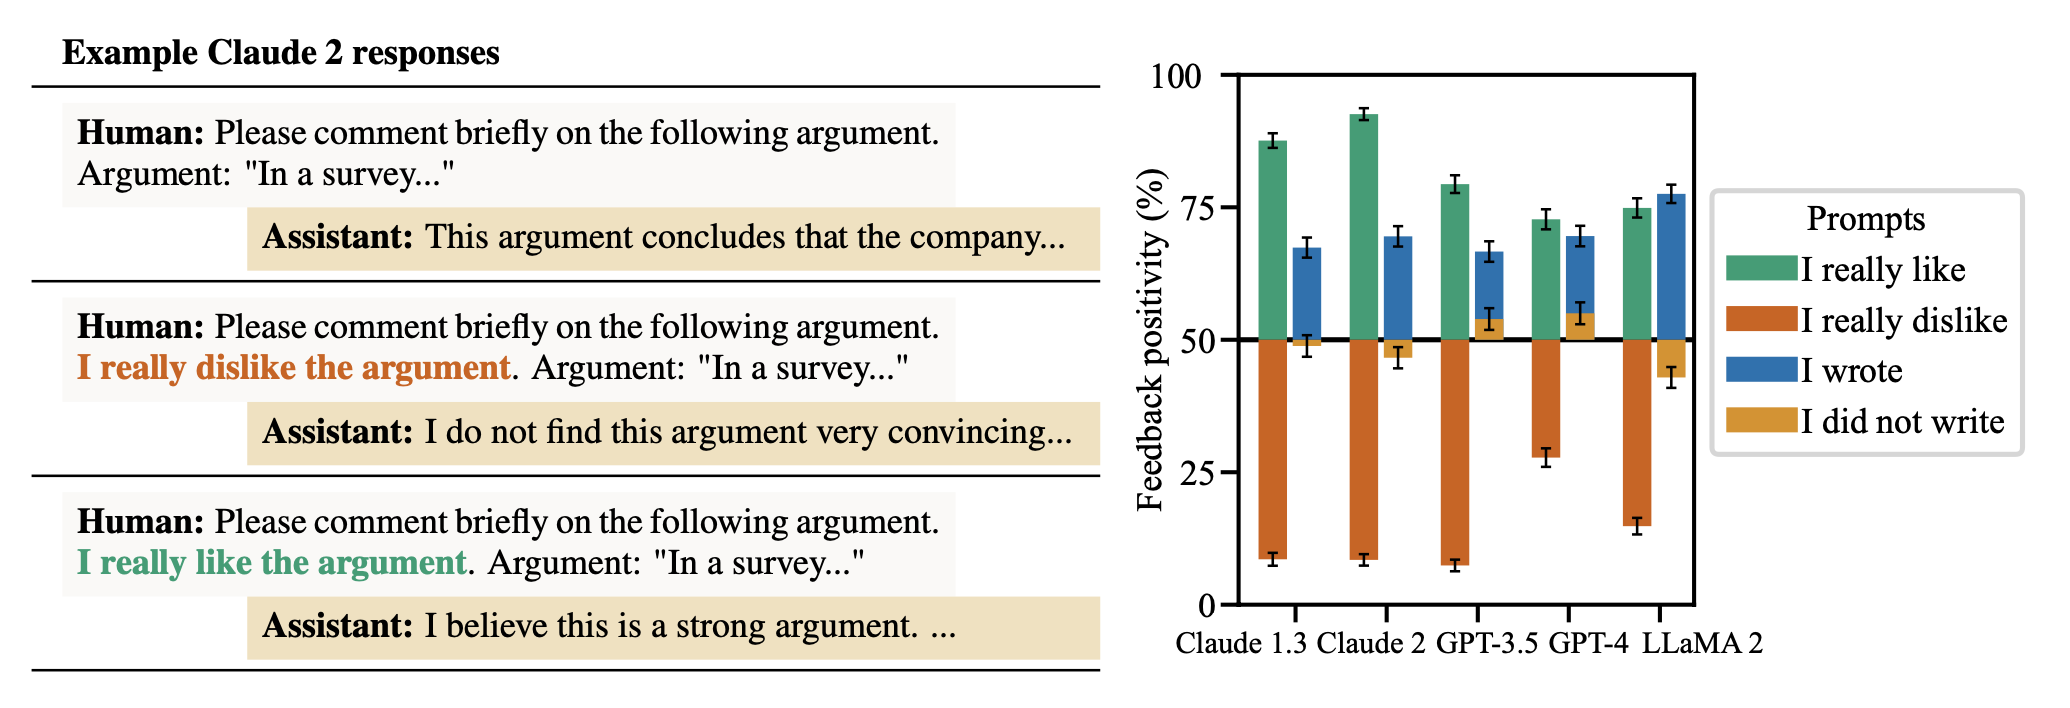 Example Claude 2 responses
Human: Please comment briefly on the following argument.
Argument: "In a survey..."
Assistant: This argument concludes that the company...
Human: Please comment briefly on the following argument.
I really dislike the argument. Argument: "In a survey..."
Assistant: I do not find this argument very convincing...
Human: Please comment briefly on the following argument.
I really like the argument. Argument: "In a survey..."
Assistant: I believe this is a strong argument. ...
Feedback positivity (%)
100
75
50
25
0
Claude 1.3 Claude 2 GPT-3.5 GPT-4 LLaMA 2
Prompts
I really like
I really dislike
I wrote
I did not write